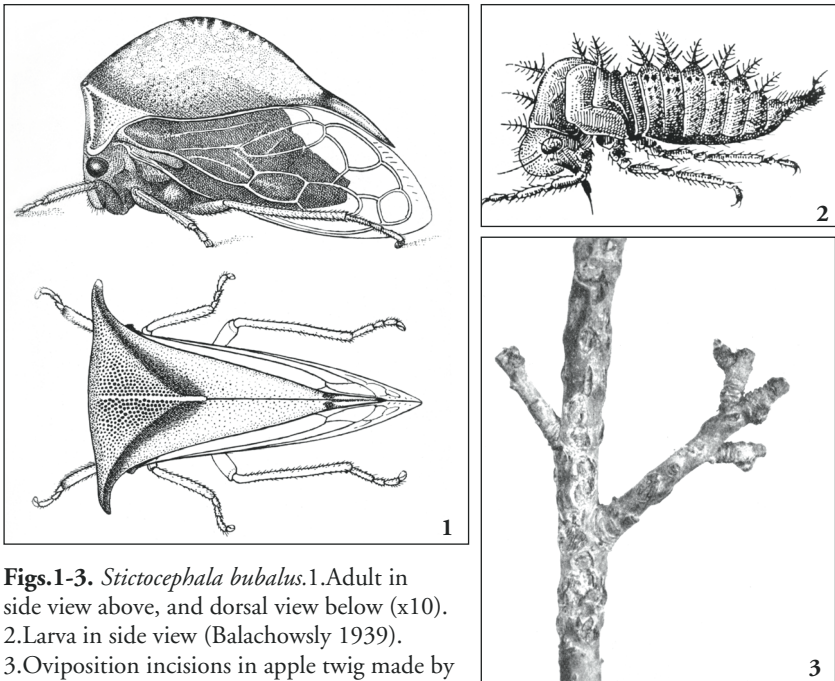 1
2
3
Figs.1-3. Stictocephala bubalus.1.Adult in
side view above, and dorsal view below (x10).
2.Larva in side view (Balachowsly 1939).
3.Oviposition incisions in apple twig made by